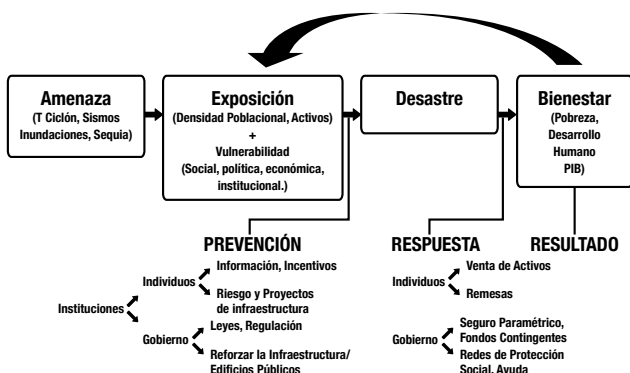 Amenaza
(T Ciclón, Sismos
Inundaciones, Sequia)
Exposición
(Densidad Poblacional, Activos)
+
Vulnerabilidad
(Social, política, económica,
institucional.)
Desastre
Bienestar
(Pobreza,
Desarrollo
Humano
PIB)
PREVENCIÓN
Instituciones
Individuos
Información, Incentivos
Riesgo y Proyectos
de infraestructura
Gobierno
Leyes, Regulación
Reforzar la Infraestructura/
Edificios Públicos
RESPUESTA
Individuos
Venta de Activos
Remesas
Gobierno
Seguro Paramétrico,
Fondos Contingentes
Redes de Protección
Social, Ayuda
RESULTADO